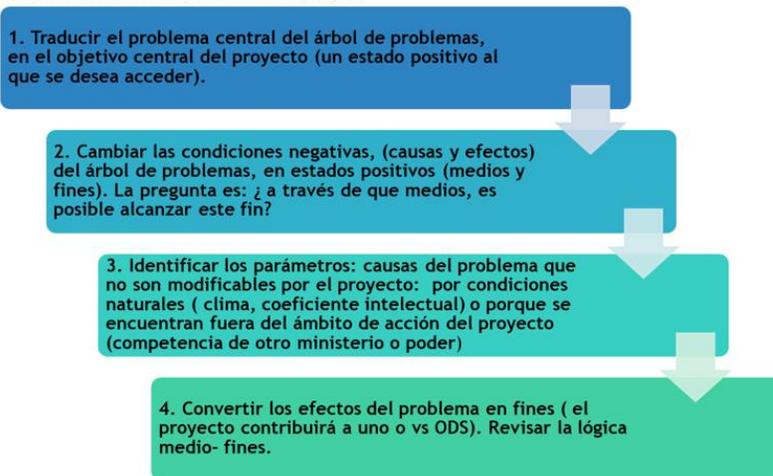 1. Traducir el problema central del árbol de problemas,
en el objetivo central del proyecto (un estado positivo al
que se desea acceder).
2. Cambiar las condiciones negativas, (causas y efectos)
del árbol de problemas, en estados positivos (medios y
fines). La pregunta es: ¿ a través de que medios, es
posible alcanzar este fin?
3. Identificar los parámetros: causas del problema que
no son modificables por el proyecto:  por condiciones
naturales ( clima, coeficiente intelectual) o porque se
encuentran fuera del ámbito de acción del proyecto
(competencia de otro ministerio o poder)
4. Convertir los efectos del problema en fines ( el
proyecto contribuirá a uno o vs ODS). Revisar la lógica
medio- fines.